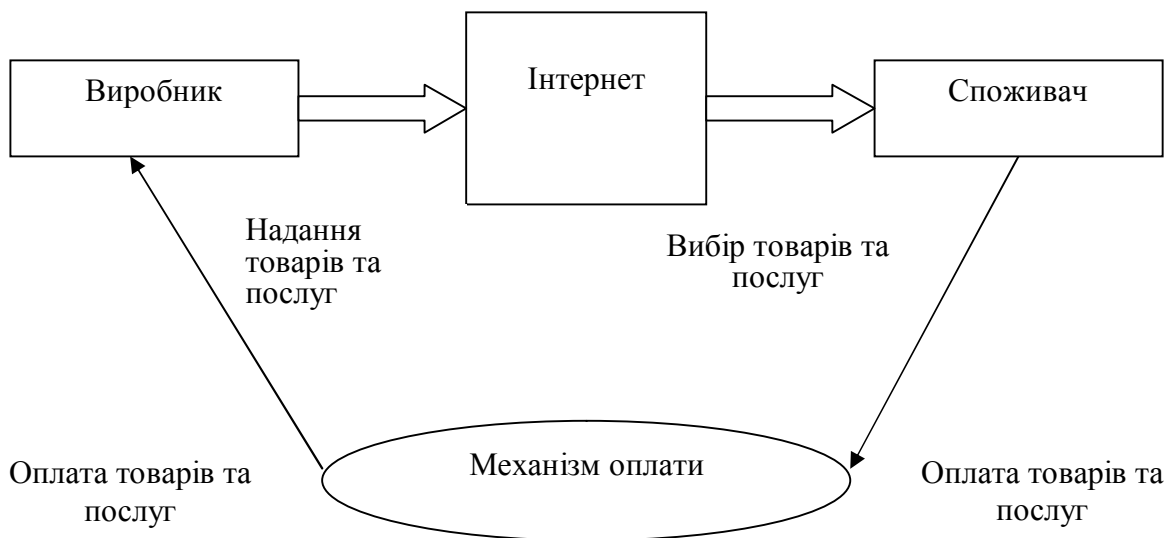 Виробник
Інтернет
Споживач
Надання
товарів та
послуг
Вибір товарів та
послуг
Механізм оплати
Оплата товарів та
послуг
Оплата товарів та
послуг